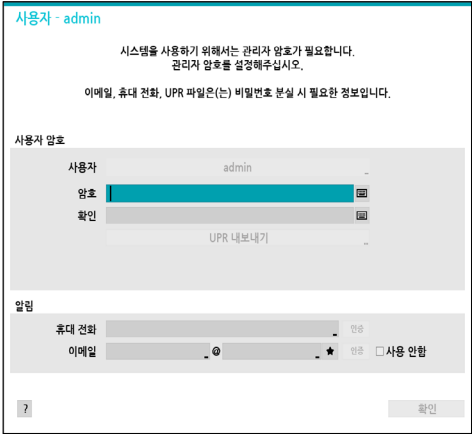 사용자 - admin
시스템을 사용하기 위해서는 관리자 암호가 필요합니다.
관리자 암호를 설정해주십시오.
이메일, 휴대 전화, UPR 파일은(는) 비밀번호 분실 시 필요한 정보입니다.
사용자 암호
사용자 admin
암호
확인
UPR 내보내기
알림
휴대 전화 인증
이메일 @ 인증 사용 안함
? 확인